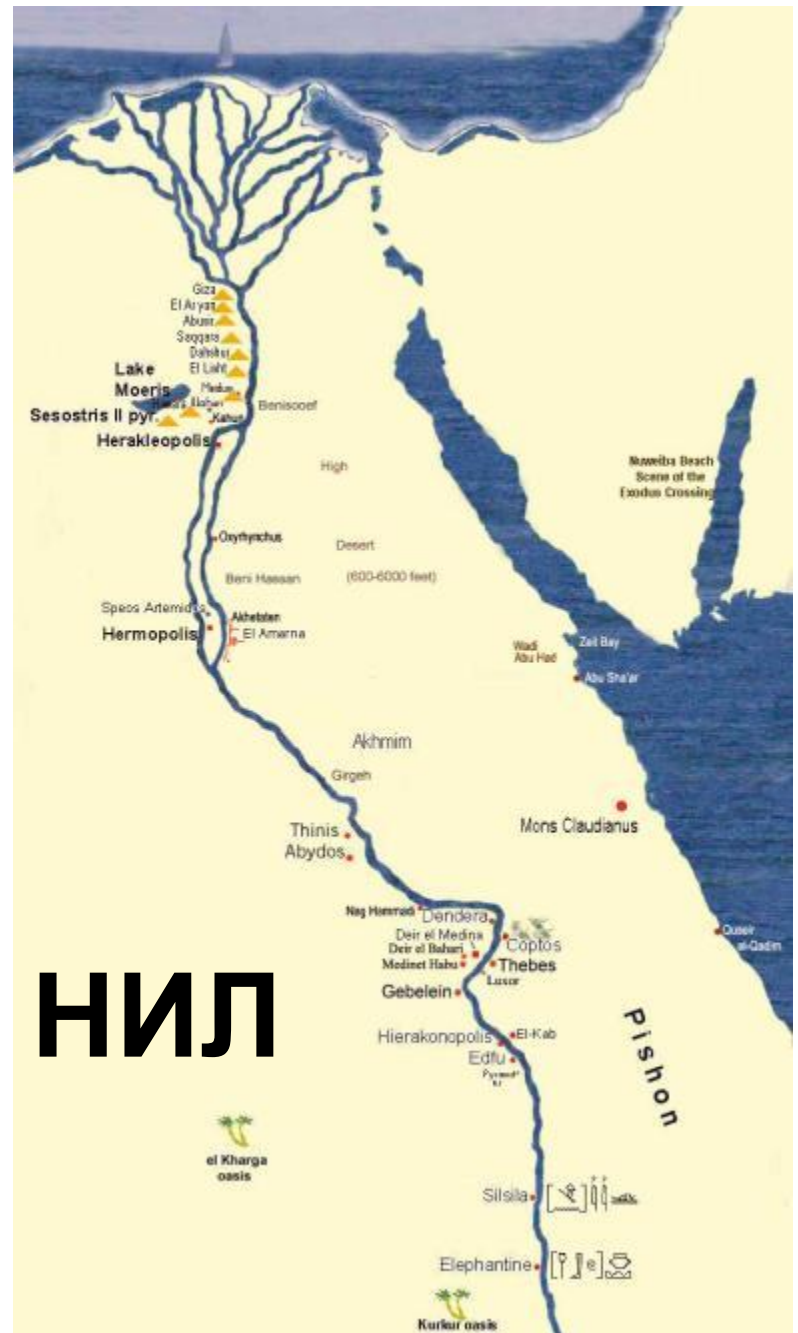 Giza
El Aryan
Abusir
Saqqara
Dahshur
El Lisht
Lake
Moeris
Sesostris II pyr.
Kahun
Benisooef
Herakleopolis
High
Nuweiba Beach
Scene of the
Exodus Crossing
Oxyrhynchus
Desert
Beni Hassan
(600-6000 feet)
Speos Artemidos
Akhetaten
Hermopolis
El Amarna
Zeit Bay
Wadi
Abu Had
Abu Sha'ar
Akhmim
Girgeh
Mons Claudianus
Thinis
Abydos
Nag Hammadi
Dendera
Deir el Medina
Coptos
Deir el Bahari
Medinet Habu
Thebes
Luxor
Quseir
al-Qadim
Gebelein
НИЛ
Pishon
Hierakonopolis
El-Kab
Edfu
el Kharga
oasis
Silsila
Elephantine
Kurkur oasis